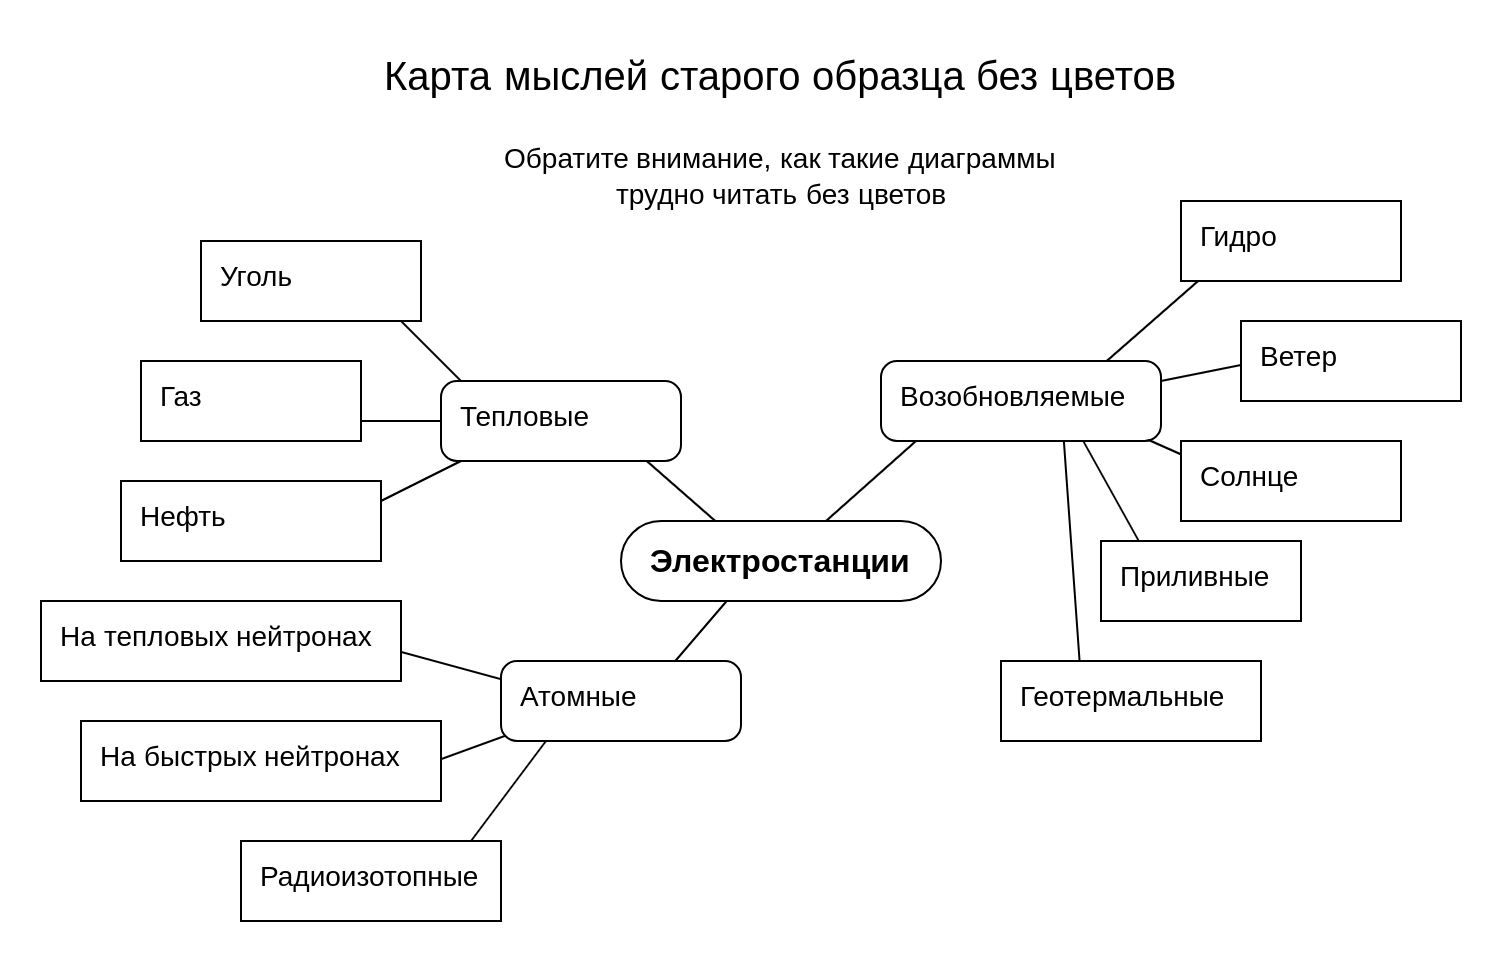 Карта мыслей старого образца без цветов
Обратите внимание, как такие диаграммы
трудно читать без цветов
Гидро
Уголь
Ветер
Газ
Возобновляемые
Тепловые
Солнце
Нефть
Электростанции
Приливные
На тепловых нейтронах
Атомные
Геотермальные
На быстрых нейтронах
Радиоизотопные